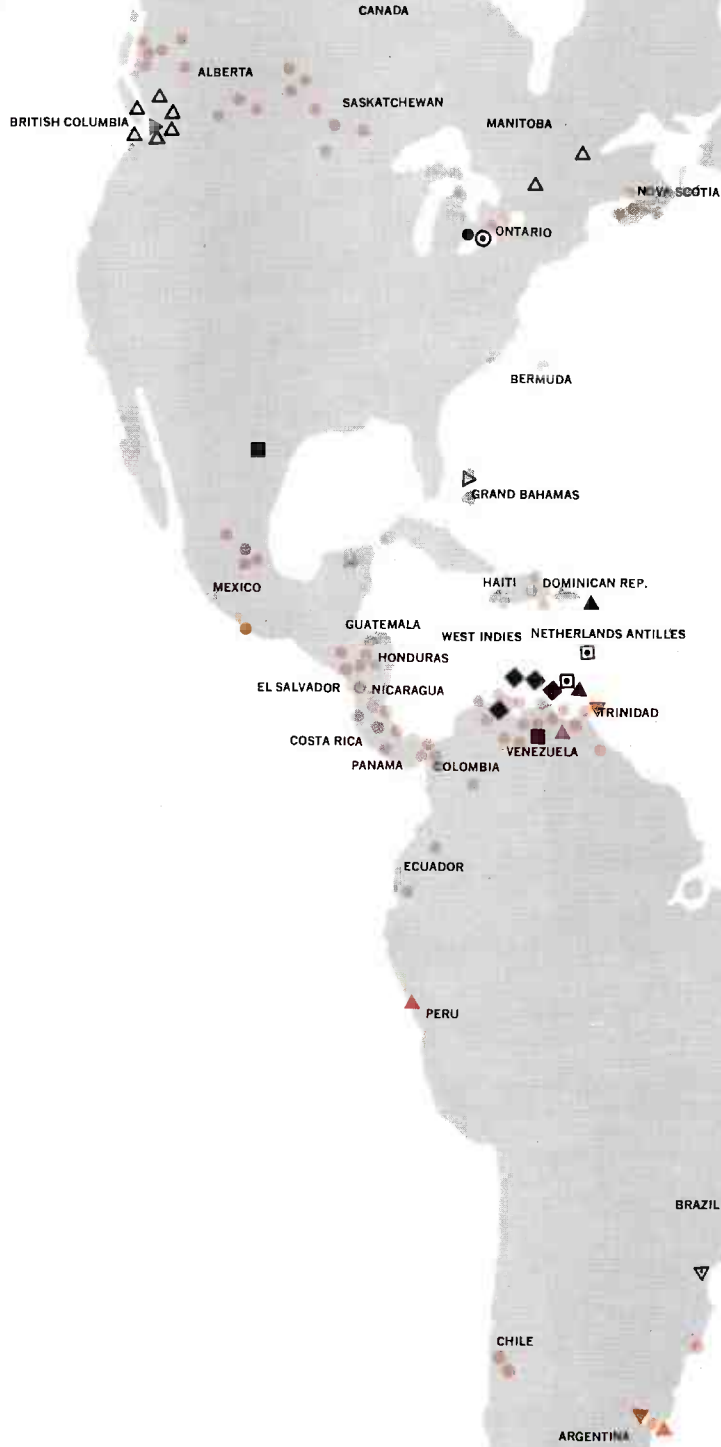 CANADA
ALBERTA
SASKATCHEWAN
BRITISH COLUMBIA
MANITOBA
NOVA SCOTIA
ONTARIO
BERMUDA
GRAND BAHAMAS
MEXICO
HAITI
DOMINICAN REP.
GUATEMALA
WEST INDIES
NETHERLANDS ANTILLES
HONDURAS
EL SALVADOR
NICARAGUA
TRINIDAD
COSTA RICA
VENEZUELA
PANAMA
COLOMBIA
ECUADOR
PERU
BRAZIL
CHILE
ARGENTINA